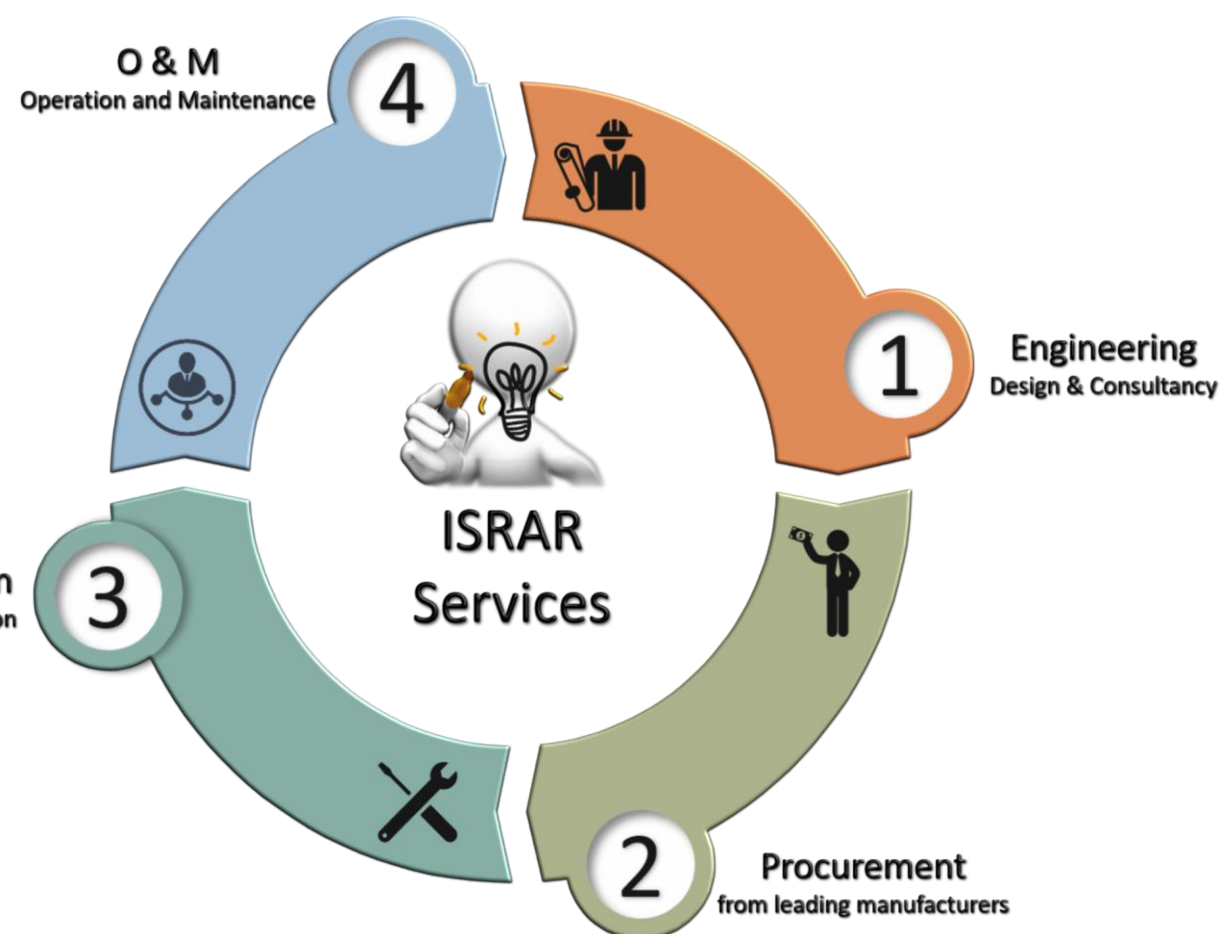 O & M
Operation and Maintenance
4
1
Engineering
Design & Consultancy
ISRAR
Services
3
2
Procurement
from leading manufacturers